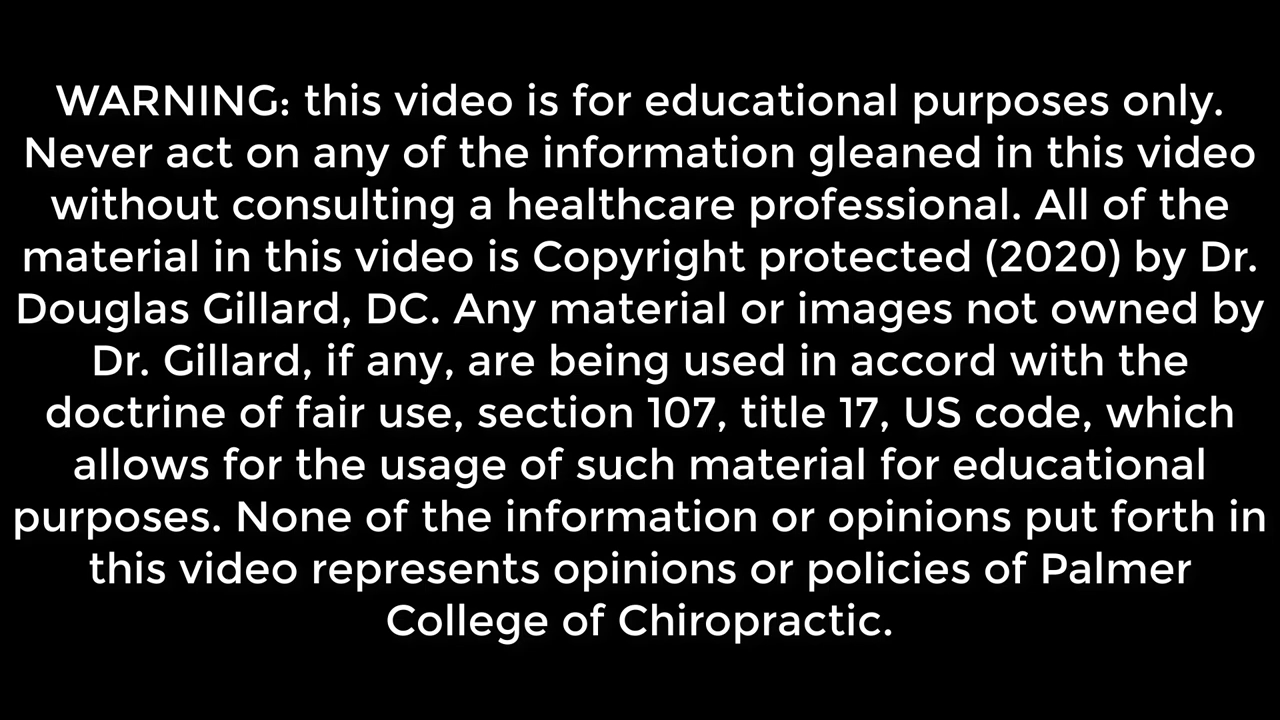 WARNING: this video is for educational purposes only.
Never act on any of the information gleaned in this video
without consulting a healthcare professional. All of the
material in this video is Copyright protected (2020) by Dr.
Douglas Gillard, DC. Any material or images not owned by
Dr. Gillard, if any, are being used in accord with the
doctrine of fair use, section 107, title 17, US code, which
allows for the usage of such material for educational
purposes. None of the information or opinions put forth in
this video represents opinions or policies of Palmer
College of Chiropractic.